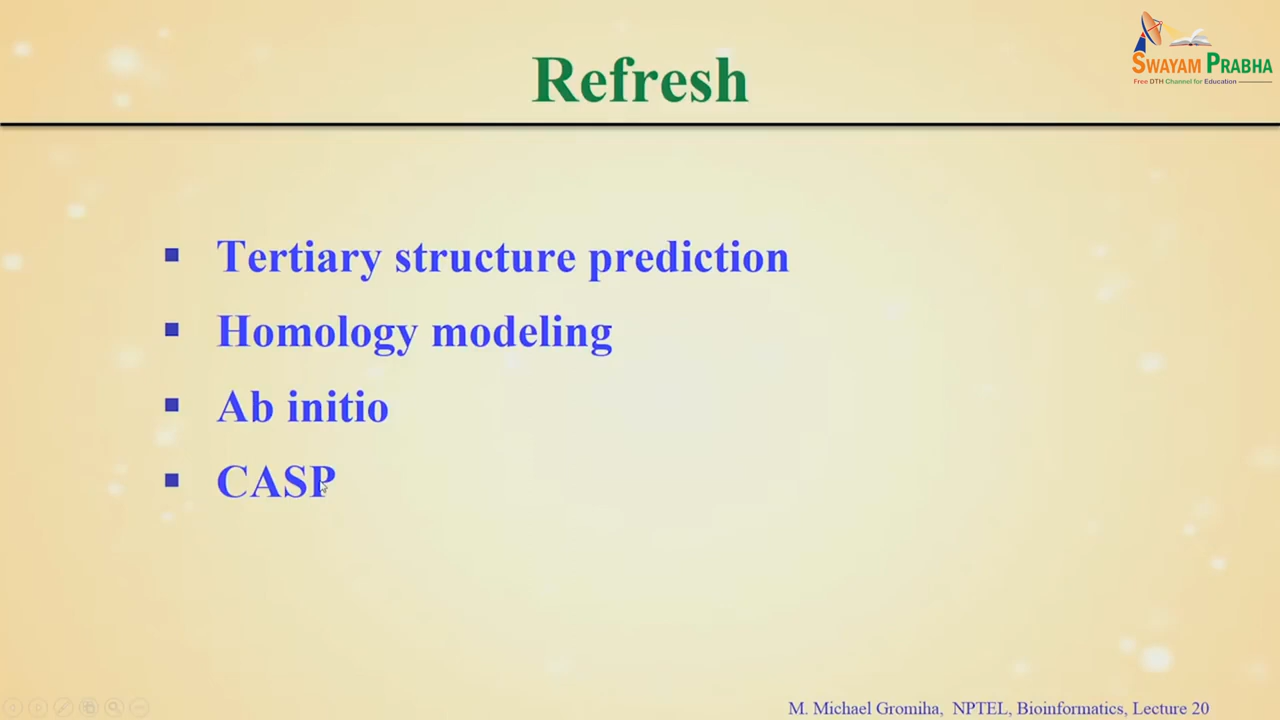 SWAYAM PRABHA
Free DTH Channel for Education
Refresh
Tertiary structure prediction
Homology modeling
Ab initio
CASP
M. Michael Gromiha, NPTEL, Bioinformatics, Lecture 20